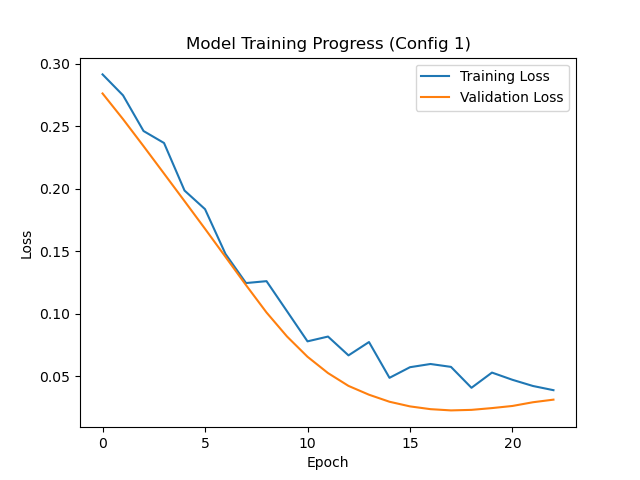 Model Training Progress (Config 1)
Training Loss
Validation Loss
Loss
0.30
0.25
0.20
0.15
0.10
0.05
0 5 10 15 20
Epoch